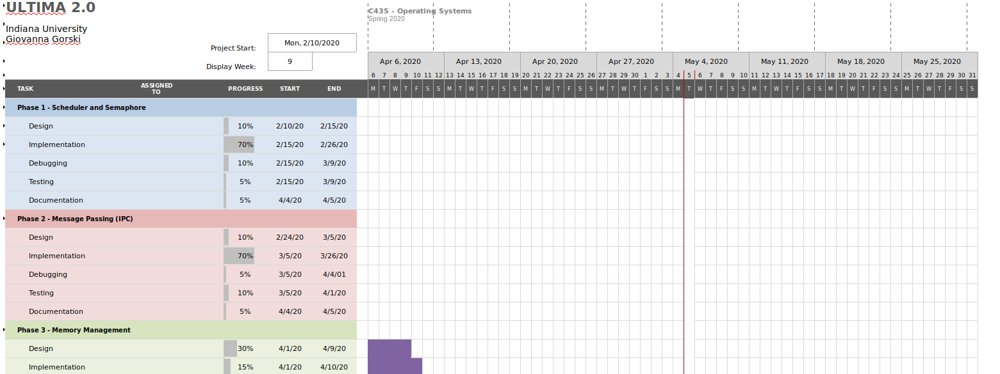 ULTIMA 2.0
C435 - Operating Systems
Spring 2020
Indiana University
Giovanna Gorski
Project Start: Mon, 2/10/2020
Display Week: 9
Apr 6, 2020 Apr 13, 2020 Apr 20, 2020 Apr 27, 2020 May 4, 2020 May 11, 2020 May 18, 2020 May 25, 2020
6 7 8 9 10 11 12 13 14 15 16 17 18 19 20 21 22 23 24 25 26 27 28 29 30 1 2 3 4 5 6 7 8 9 10 11 12 13 14 15 16 17 18 19 20 21 22 23 24 25 26 27 28 29 30 31
TASK ASSIGNED TO PROGRESS START END M T W T F S S M T W T F S S M T W T F S S M T W T F S S M T W T F S S M T W T F S S M T W T F S S M T W T F S S
Phase 1 - Scheduler and Semaphore
Design 10% 2/10/20 2/15/20
Implementation 70% 2/15/20 2/26/20
Debugging 10% 2/15/20 3/9/20
Testing 5% 2/15/20 3/9/20
Documentation 5% 4/4/20 4/5/20
Phase 2 - Message Passing (IPC)
Design 10% 2/24/20 3/5/20
Implementation 70% 3/5/20 3/26/20
Debugging 5% 3/5/20 4/4/01
Testing 10% 3/5/20 4/1/20
Documentation 5% 4/4/20 4/5/20
Phase 3 - Memory Management
Design 30% 4/1/20 4/9/20
Implementation 15% 4/1/20 4/10/20